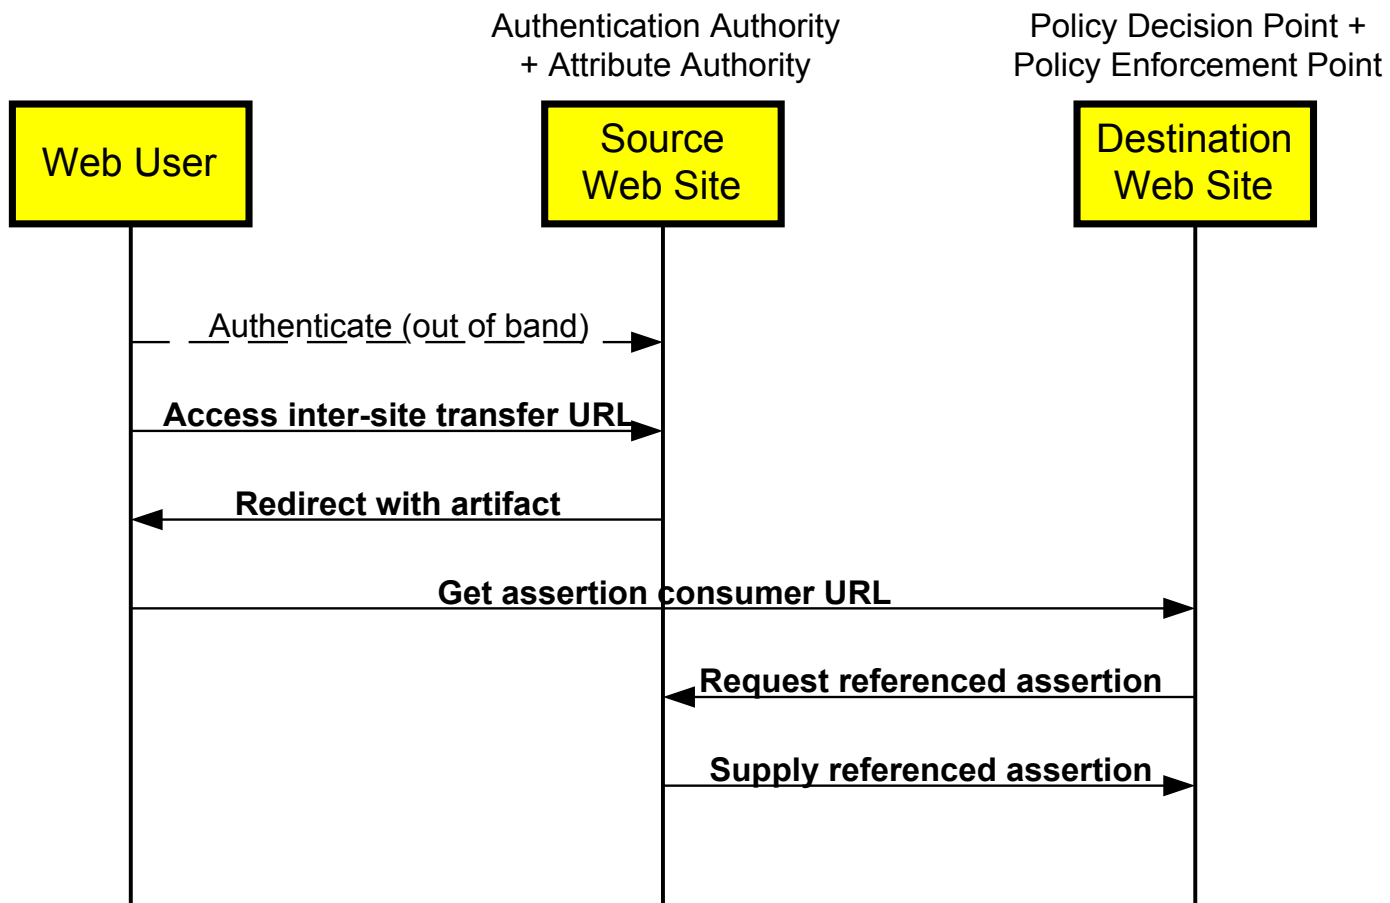 Authentication Authority
+ Attribute Authority
Policy Decision Point +
Policy Enforcement Point
Web User
Source
Web Site
Destination
Web Site
Authenticate (out of band)
Access inter-site transfer URL
Redirect with artifact
Get assertion consumer URL
Request referenced assertion
Supply referenced assertion